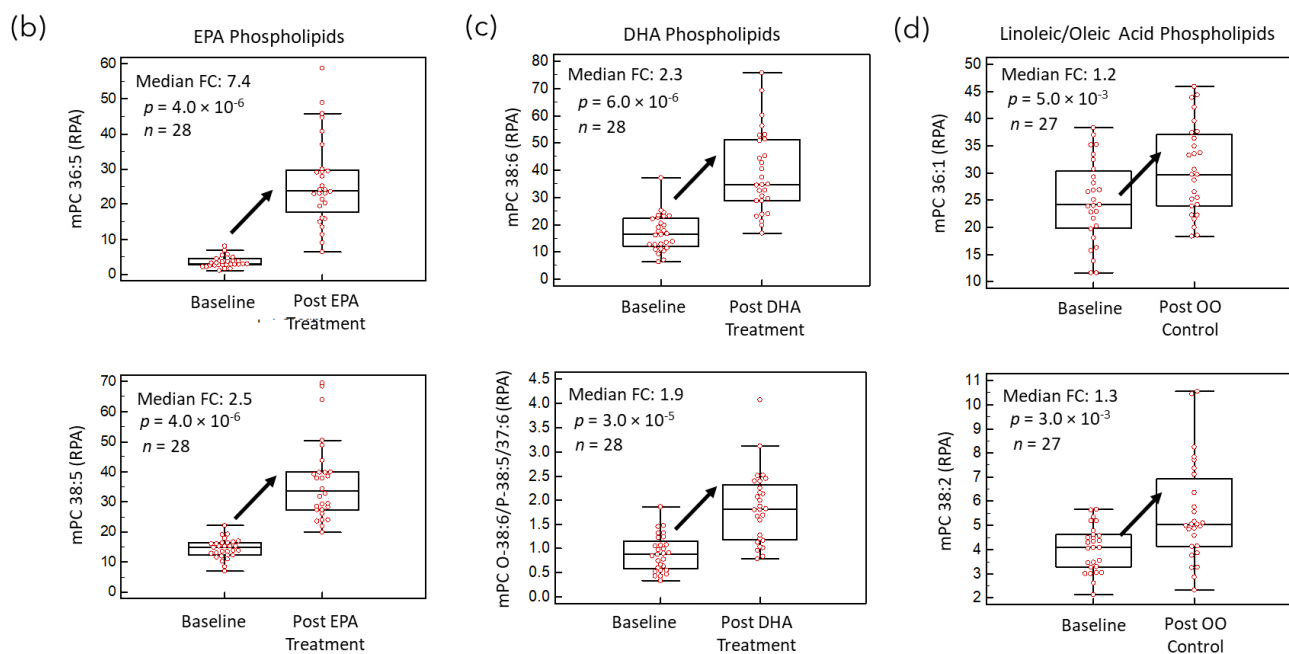 (b)
EPA Phospholipids
Median FC: 7.4
p = 4.0 × 10⁻⁶
n = 28
mPC 36:5 (RPA)
60
50
40
30
20
10
0
Baseline
Post EPA
Treatment
Median FC: 2.5
p = 4.0 × 10⁻⁶
n = 28
mPC 38:5 (RPA)
70
60
50
40
30
20
10
0
Baseline
Post EPA
Treatment
(c)
DHA Phospholipids
Median FC: 2.3
p = 6.0 × 10⁻⁶
n = 28
mPC 38:6 (RPA)
80
70
60
50
40
30
20
10
0
Baseline
Post DHA
Treatment
Median FC: 1.9
p = 3.0 × 10⁻⁵
n = 28
mPC O-38:6/P-38:5/37:6 (RPA)
4.5
4.0
3.5
3.0
2.5
2.0
1.5
1.0
0.5
0.0
Baseline
Post DHA
Treatment
(d)
Linoleic/Oleic Acid Phospholipids
Median FC: 1.2
p = 5.0 × 10⁻³
n = 27
mPC 36:1 (RPA)
50
45
40
35
30
25
20
15
10
Baseline
Post OO
Control
Median FC: 1.3
p = 3.0 × 10⁻³
n = 27
mPC 38:2 (RPA)
11
10
9
8
7
6
5
4
3
2
Baseline
Post OO
Control